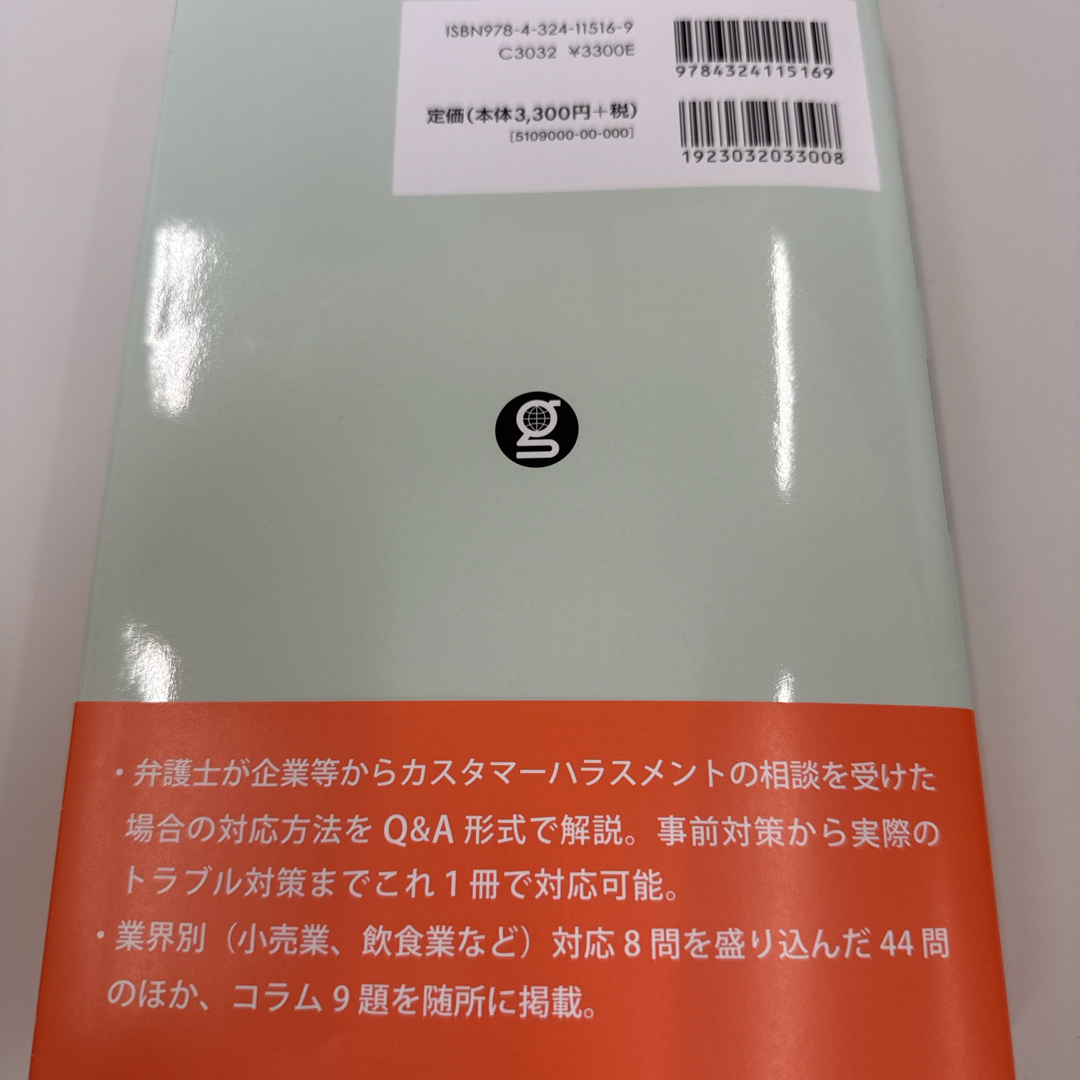 ISBN978-4-324-11516-9
C3032 ¥3300E
9784324115169
定価(本体3,300円+税)
[5109000-00-000]
1923032033008
g
・弁護士が企業等からカスタマーハラスメントの相談を受けた
場合の対応方法をQ&A形式で解説。事前対策から実際の
トラブル対策までこれ1冊で対応可能。
・業界別（小売業、飲食業など）対応8問を盛り込んだ44問
のほか、コラム9題を随所に掲載。